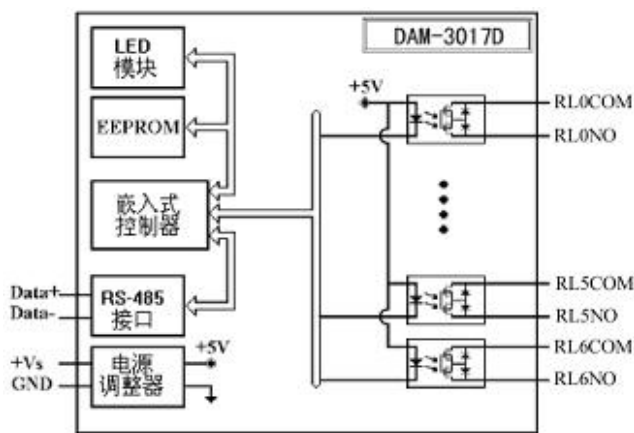 DAM-3017D
LED
模块
EEPROM
嵌入式
控制器
Data+
Data-
RS-485
接口
+Vs
GND
电源
调整器
+5V
+5V
RL0COM
RL0NO
RL5COM
RL5NO
RL6COM
RL6NO